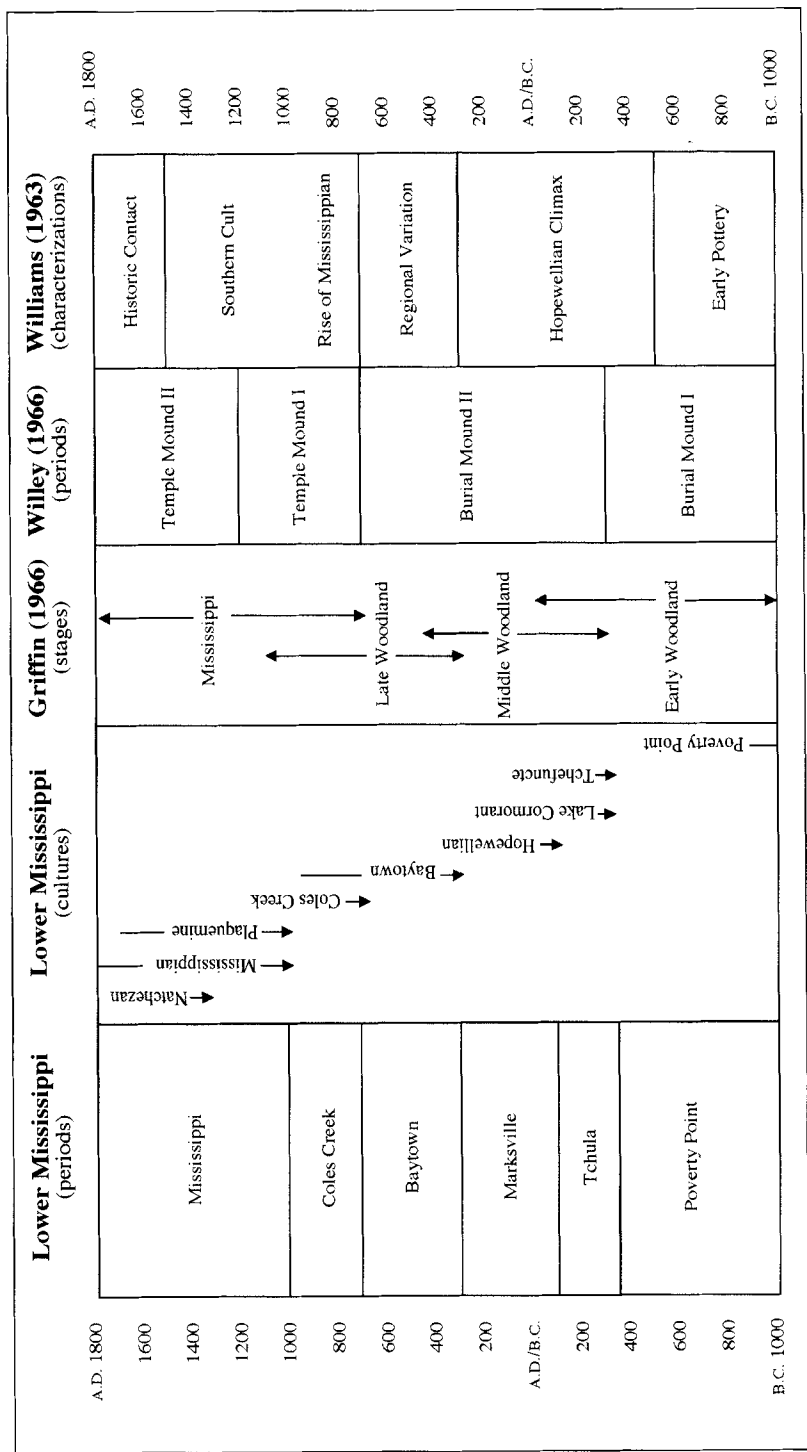 Lower Mississippi
(periods)
Lower Mississippi
(cultures)
Griffin (1966)
(stages)
Willey (1966)
(periods)
Williams (1963)
(characterizations)
A.D. 1800
1600
1400
1200
1000
800
600
400
200
A.D./B.C.
200
400
600
800
B.C. 1000
Mississippi
Coles Creek
Baytown
Marksville
Tchula
Poverty Point
Natchezan
Mississippian
Plaquemine
Coles Creek
Baytown
Hopewellian
Lake Cormorant
Tchefuncte
Poverty Point
Mississippi
Late Woodland
Middle Woodland
Early Woodland
Temple Mound II
Temple Mound I
Burial Mound II
Burial Mound I
Historic Contact
Southern Cult
Rise of Mississippian
Regional Variation
Hopewellian Climax
Early Pottery
A.D. 1800
1600
1400
1200
1000
800
600
400
200
A.D./B.C.
200
400
600
800
B.C. 1000